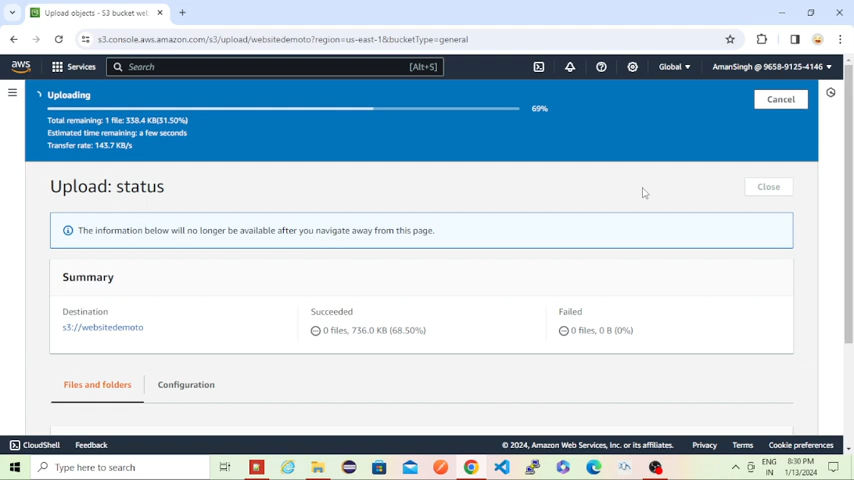 Upload objects - S3 bucket web
s3.console.aws.amazon.com/s3/upload/websitedemoto?region=us-east-1&bucketType=general
aws
Services
Search
[Alt+S]
Global
AmanSingh @ 9658-9125-4146
Uploading
69%
Cancel
Total remaining: 1 file: 338.4 KB(31.50%)
Estimated time remaining: a few seconds
Transfer rate: 143.7 KB/s
Upload: status
Close
The information below will no longer be available after you navigate away from this page.
Summary
Destination
s3://websitedemoto
Succeeded
0 files, 736.0 KB (68.50%)
Failed
0 files, 0 B (0%)
Files and folders
Configuration
CloudShell
Feedback
© 2024, Amazon Web Services, Inc. or its affiliates.
Privacy
Terms
Cookie preferences
Type here to search
ENG
IN
8:30 PM
1/13/2024